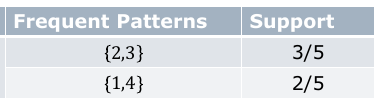 Frequent Patterns Support
{2,3} 3/5
{1,4} 2/5